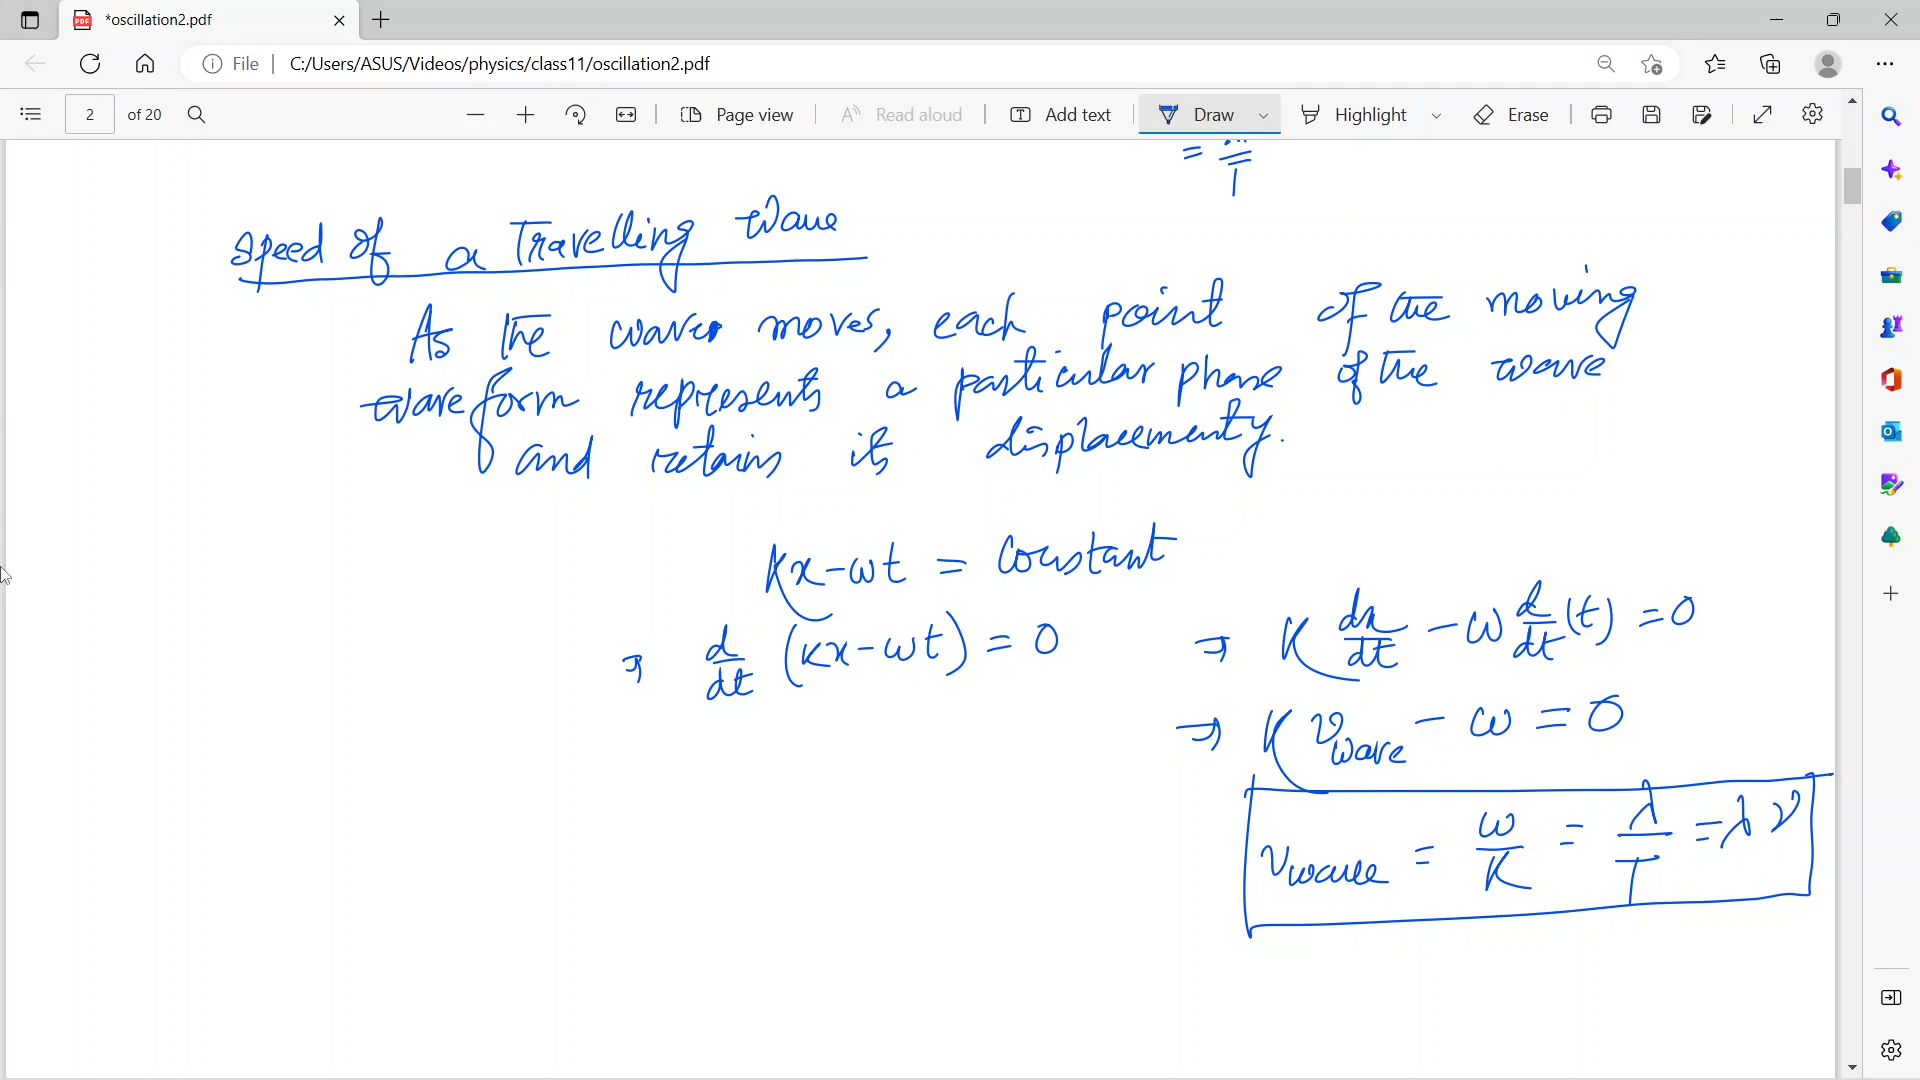 *oscillation2.pdf
File | C:/Users/ASUS/Videos/physics/class11/oscillation2.pdf
2 of 20 Page view Read aloud Add text Draw Highlight Erase
=
Speed of a Travelling Wave
As the waves moves, each point of the moving
waveform represents a particular phase of the wave
and retains its displacementy.
Kx-ωt = Constant
⇒ d/dt (Kx-ωt) = 0 ⇒ K dx/dt - ω d/dt (t) = 0
⇒ K v wave - ω = 0
v wave = ω/K = λ/T = λν